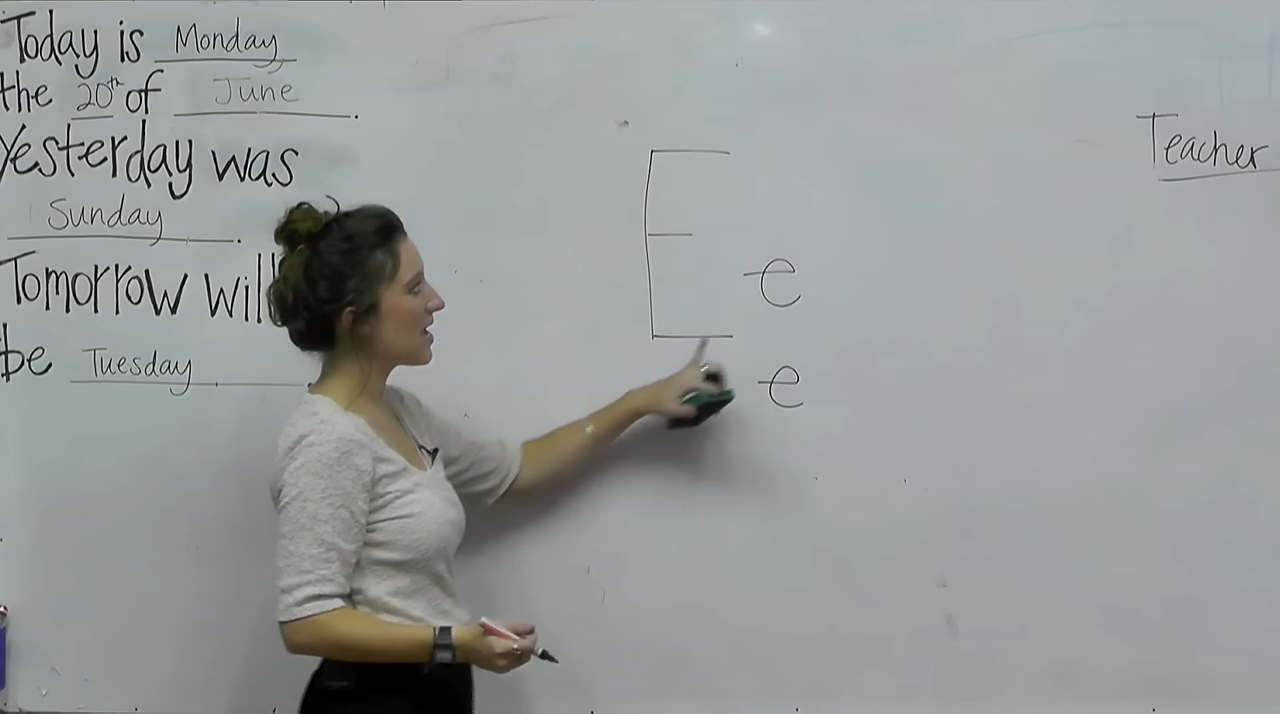 Today is Monday
the 20th of June.
Yesterday was
Sunday.
Tomorrow will
be Tuesday.
E
e
e
Teacher